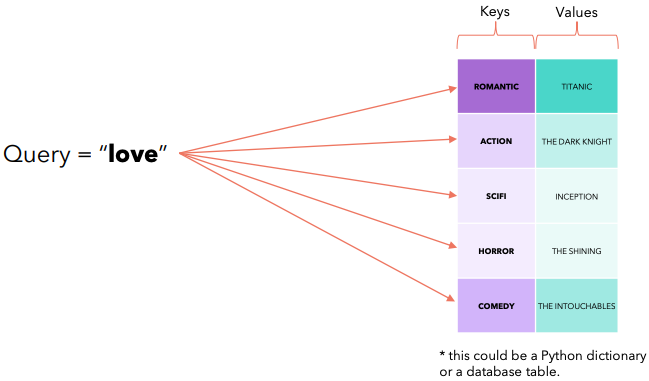 Keys Values
ROMANTIC TITANIC
ACTION THE DARK KNIGHT
Query = “love”
SCIFI INCEPTION
HORROR THE SHINING
COMEDY THE INTOUCHABLES
* this could be a Python dictionary
or a database table.